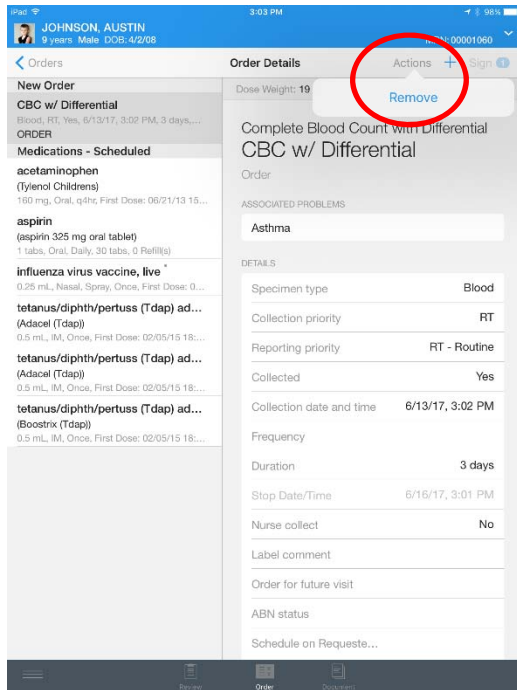 iPad 3:03 PM 98%
JOHNSON, AUSTIN
9 years Male DOB: 4/2/08 MRN: 00001060
Orders
Order Details Actions + Sign 1
New Order
CBC w/ Differential
Blood, RT, Yes, 6/13/17, 3:02 PM, 3 days,...
ORDER
Medications - Scheduled
acetaminophen
(Tylenol Childrens)
160 mg, Oral, q4hr, First Dose: 06/21/13 15...
aspirin
(aspirin 325 mg oral tablet)
1 tabs, Oral, Daily, 30 tabs, 0 Refill(s)
influenza virus vaccine, live
0.25 mL, Nasal, Spray, Once, First Dose: 0...
tetanus/diphth/pertuss (Tdap) ad...
(Adacel (Tdap))
0.5 mL, IM, Once, First Dose: 02/05/15 18:...
tetanus/diphth/pertuss (Tdap) ad...
(Adacel (Tdap))
0.5 mL, IM, Once, First Dose: 02/05/15 18:...
tetanus/diphth/pertuss (Tdap) ad...
(Boostrix (Tdap))
0.5 mL, IM, Once, First Dose: 02/05/15 18:...
Dose Weight: 19
Remove
Complete Blood Count with Differential
CBC w/ Differential
Order
ASSOCIATED PROBLEMS
Asthma
DETAILS
Specimen type Blood
Collection priority RT
Reporting priority RT - Routine
Collected Yes
Collection date and time 6/13/17, 3:02 PM
Frequency
Duration 3 days
Stop Date/Time 6/16/17, 3:01 PM
Nurse collect No
Label comment
Order for future visit
ABN status
Schedule on Requeste...
Review Order Document